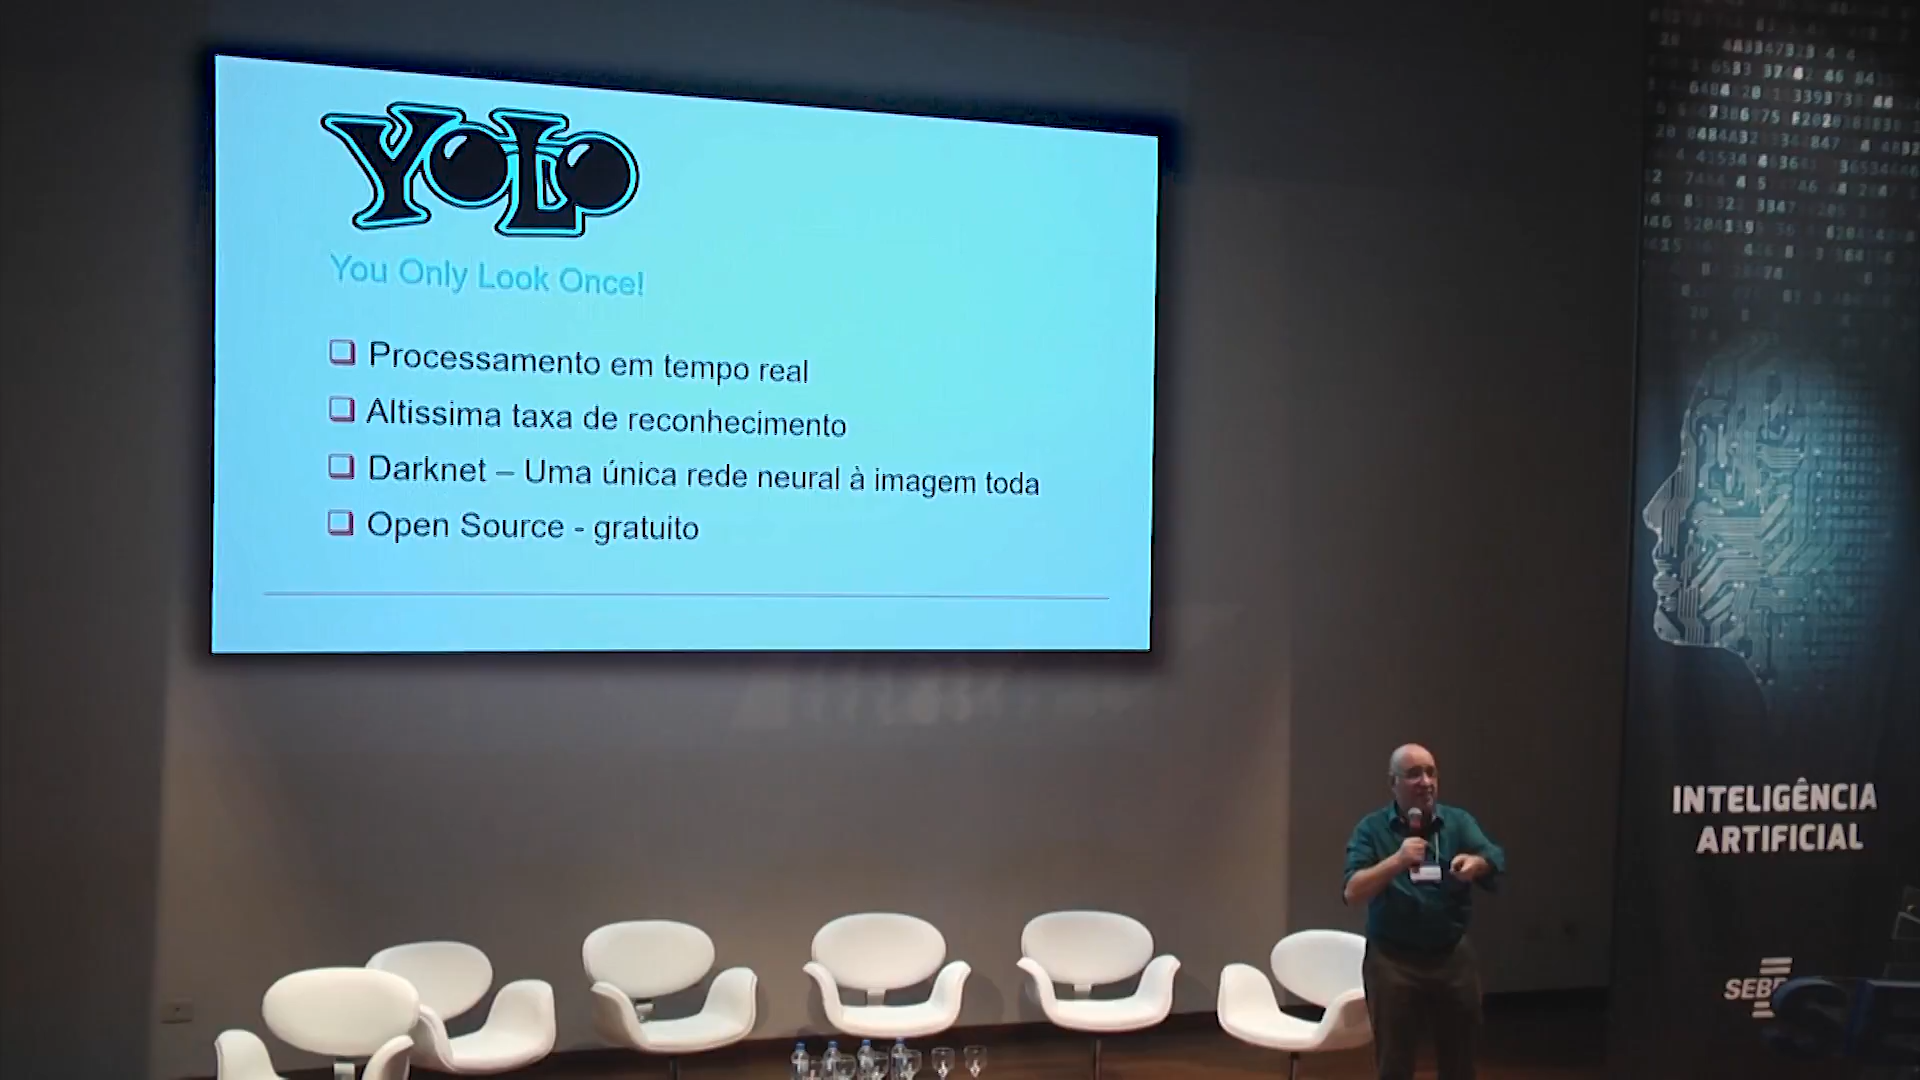 YOLO
You Only Look Once!
Processamento em tempo real
Altissima taxa de reconhecimento
Darknet – Uma única rede neural à imagem toda
Open Source - gratuito
INTELIGÊNCIA
ARTIFICIAL